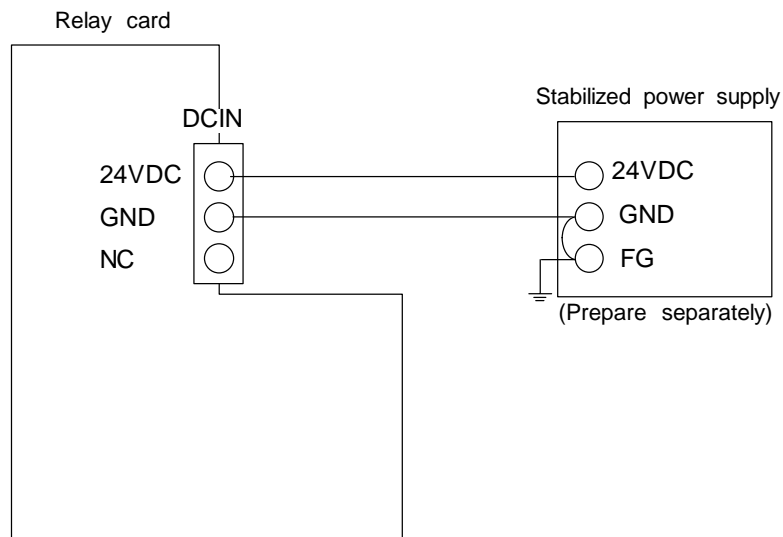 Relay card
DCIN
24VDC
GND
NC
Stabilized power supply
24VDC
GND
FG
(Prepare separately)